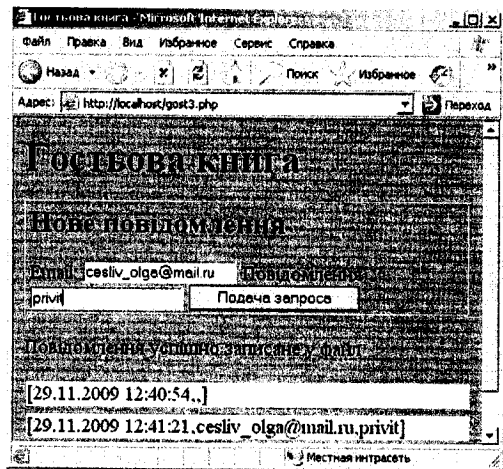 Гостьова книга - Microsoft Internet Explorer
Файл Правка Вид Избранное Сервис Справка
Назад Поиск Избранное »
Адрес: http://localhost/gost3.php Переход
Гостьова книга
Нове повідомлення
Email: cesliv_olga@mail.ru Повідомлення
privit Подача запроса
Повідомлення успішно записане у файл
[29.11.2009 12:40:54,,]
[29.11.2009 12:41:21,cesliv_olga@mail.ru,privit]
Местная интрасеть